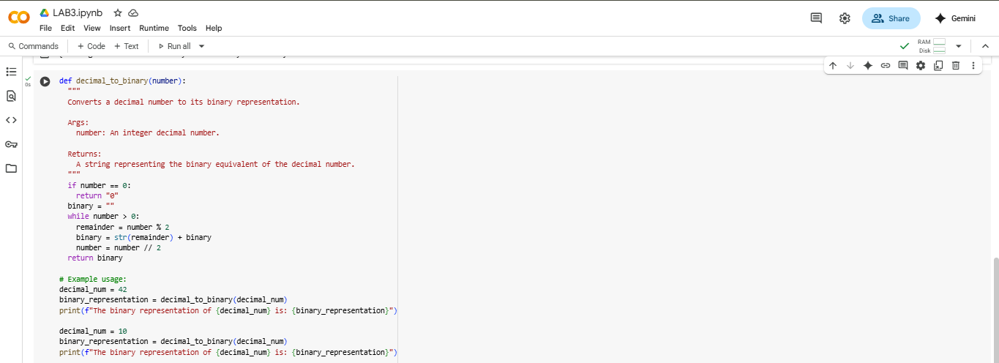 LAB3.ipynb
File Edit View Insert Runtime Tools Help
Share
Gemini
Commands + Code + Text Run all
RAM
Disk
0s
def decimal_to_binary(number):
"""
Converts a decimal number to its binary representation.
Args:
number: An integer decimal number.
Returns:
A string representing the binary equivalent of the decimal number.
"""
if number == 0:
return "0"
binary = ""
while number > 0:
remainder = number % 2
binary = str(remainder) + binary
number = number // 2
return binary
# Example usage:
decimal_num = 42
binary_representation = decimal_to_binary(decimal_num)
print(f"The binary representation of {decimal_num} is: {binary_representation}")
decimal_num = 10
binary_representation = decimal_to_binary(decimal_num)
print(f"The binary representation of {decimal_num} is: {binary_representation}")